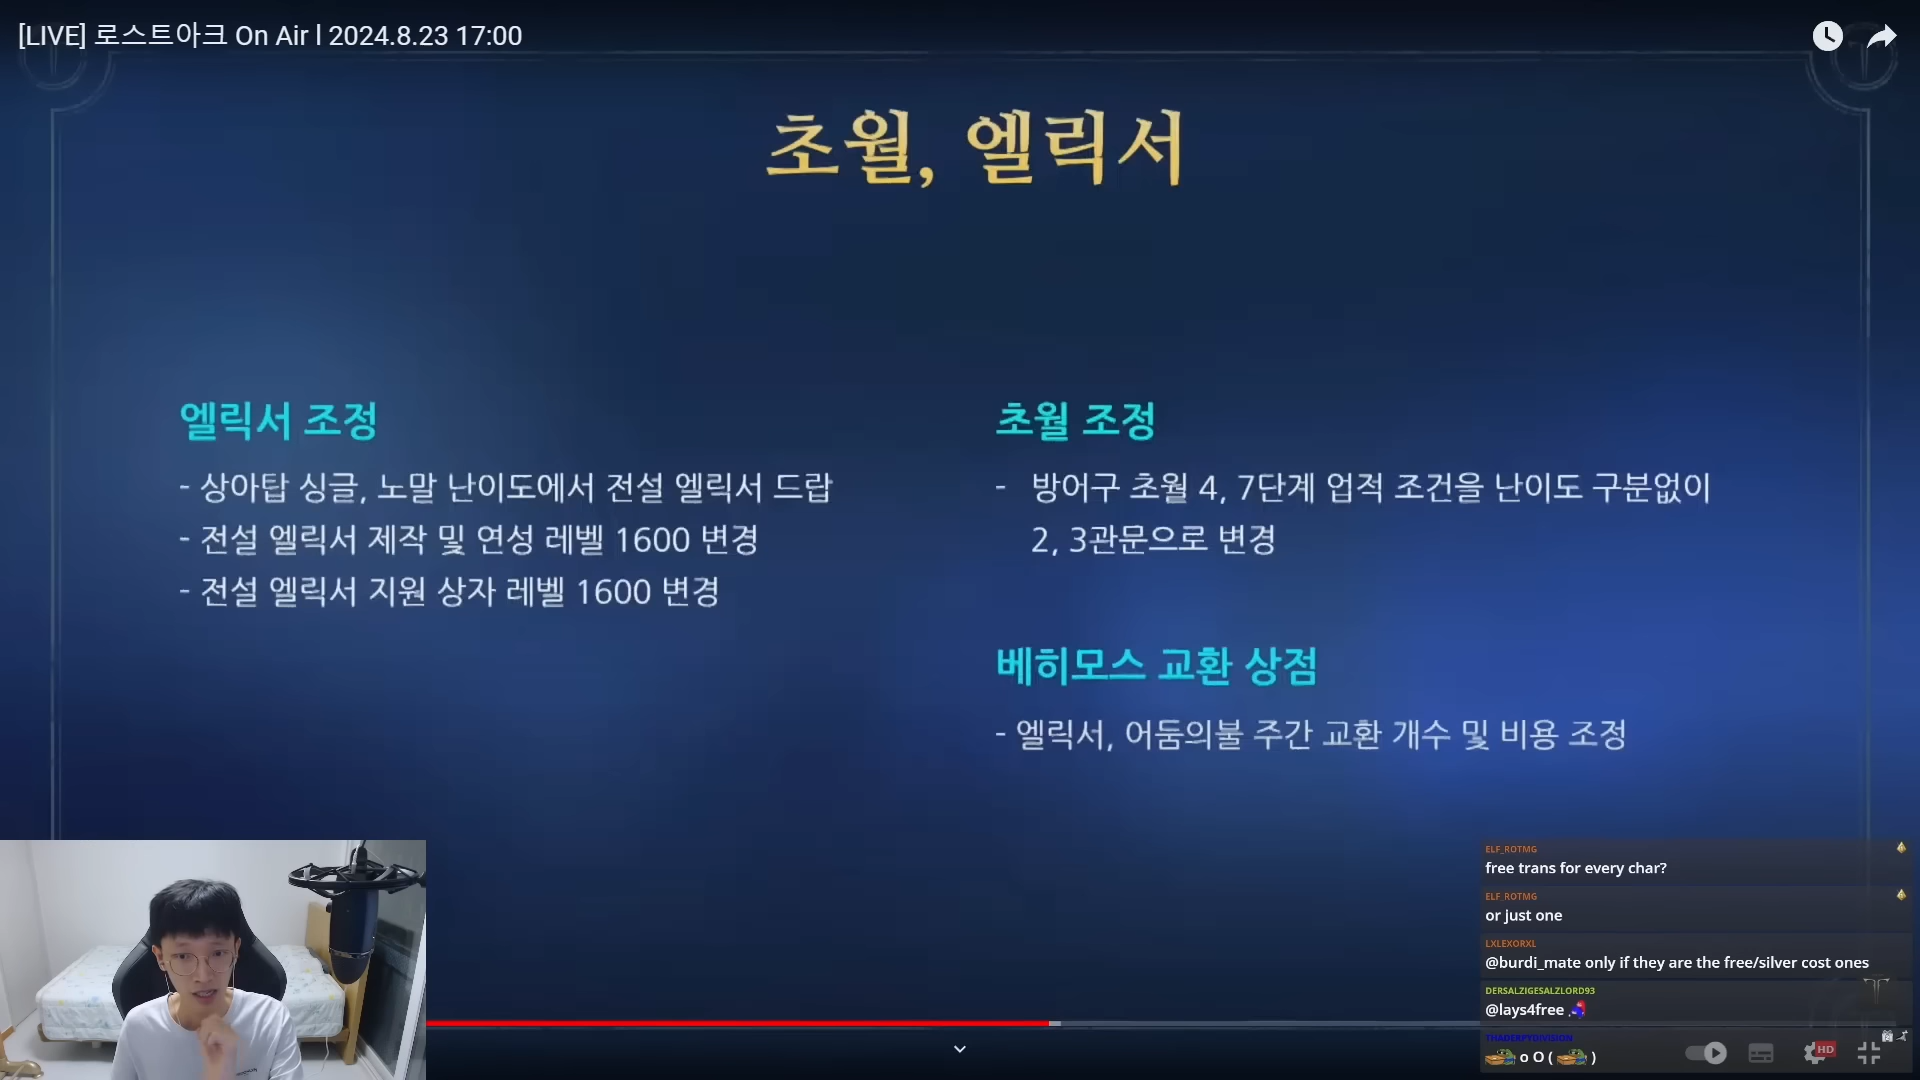 [LIVE] 로스트아크 On Air l 2024.8.23 17:00
초월, 엘릭서
엘릭서 조정
- 상아탑 싱글, 노말 난이도에서 전설 엘릭서 드랍
- 전설 엘릭서 제작 및 연성 레벨 1600 변경
- 전설 엘릭서 지원 상자 레벨 1600 변경
초월 조정
- 방어구 초월 4, 7단계 업적 조건을 난이도 구분없이
2, 3관문으로 변경
베히모스 교환 상점
- 엘릭서, 어둠의불 주간 교환 개수 및 비용 조정
ELF_ROTMG
free trans for every char?
ELF_ROTMG
or just one
LXLEXORXL
@burdi_mate only if they are the free/silver cost ones
DERSALZIGESALZLORD93
@lays4free
THADERPYDIVISION
o O ( )
HD